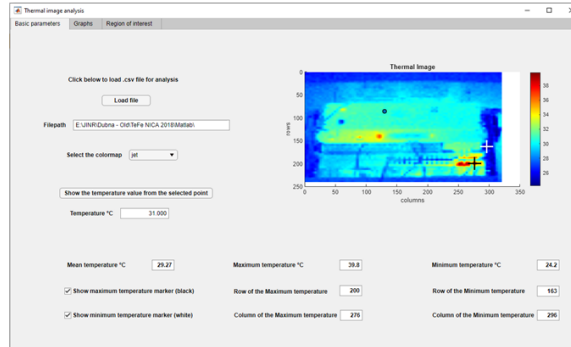 Thermal image analysis
Basic parameters Graphs Region of interest
Click below to load .csv file for analysis
Load file
Filepath E:\JINR\Dubna - Old\TeFe NICA 2018\Matlab\
Select the colormap jet
Show the temperature value from the selected point
Temperature °C 31.000
Thermal Image
0
50
100
150
200
250
rows
0 50 100 150 200 250 300 350
columns
36
34
32
30
28
26
Mean temperature °C 29.27
Maximum temperature °C 39.8
Minimum temperature °C 24.2
Show maximum temperature marker (black)
Row of the Maximum temperature 200
Row of the Minimum temperature 163
Show minimum temperature marker (white)
Column of the Maximum temperature 276
Column of the Minimum temperature 296